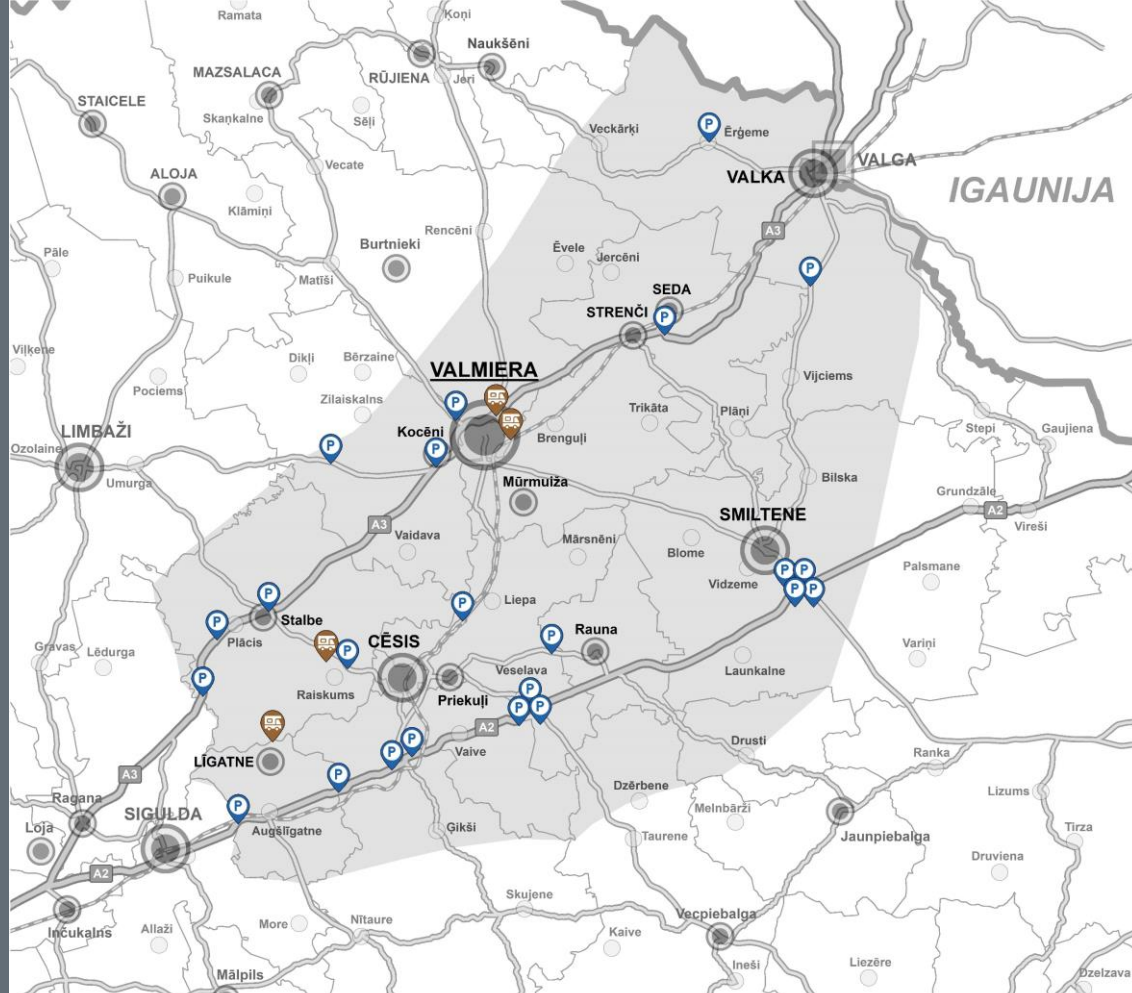 Ramata
Ķoņi
Naukšēni
RŪJIENA
Jeri
MAZSALACA
Skaņkalne
STAICELE
Sēļi
Veckārķi
P
Ērģeme
VALKA
VALGA
IGAUNIJA
Vecate
ALOJA
Klāmiņi
Rencēni
Burtnieki
A3
Pāle
Puikule
Matīši
Ēvele
Jercēni
P
SEDA
STRENČI
P
Viļķene
Dikļi
Bērzaine
VALMIERA
Vijciems
Pociems
Zilaiskalns
P
Trikāta
Plāņi
Stepi
Gaujiena
LIMBAŽI
Kocēni
Brenguļi
Ozolaine
P
P
Umurga
Mūrmuiža
Bilska
Grundzāle
A2
Vireši
SMILTENE
A3
Vaidava
Mārsnēni
Blome
Vidzeme
P
P
P
P
Palsmane
Stalbe
P
P
Plācis
P
Liepa
Rauna
P
Gravas
Lēdurga
CĒSIS
P
Raiskums
Priekuļi
Veselava
Launkalne
Variņi
P
P
P
P
A2
Vaive
LĪGATNE
P
P
P
Drusti
Ranka
A3
Ragana
SIGULDA
P
Augšlīgatne
Ģikši
Dzērbene
Taurene
Melnbārži
Jaunpiebalga
Lizums
Tirza
Loja
Druviena
A2
Inčukalns
Allaži
More
Nītaure
Skujene
Vecpiebalga
Kaive
Ineši
Liezēre
Mālpils
Dzelzava